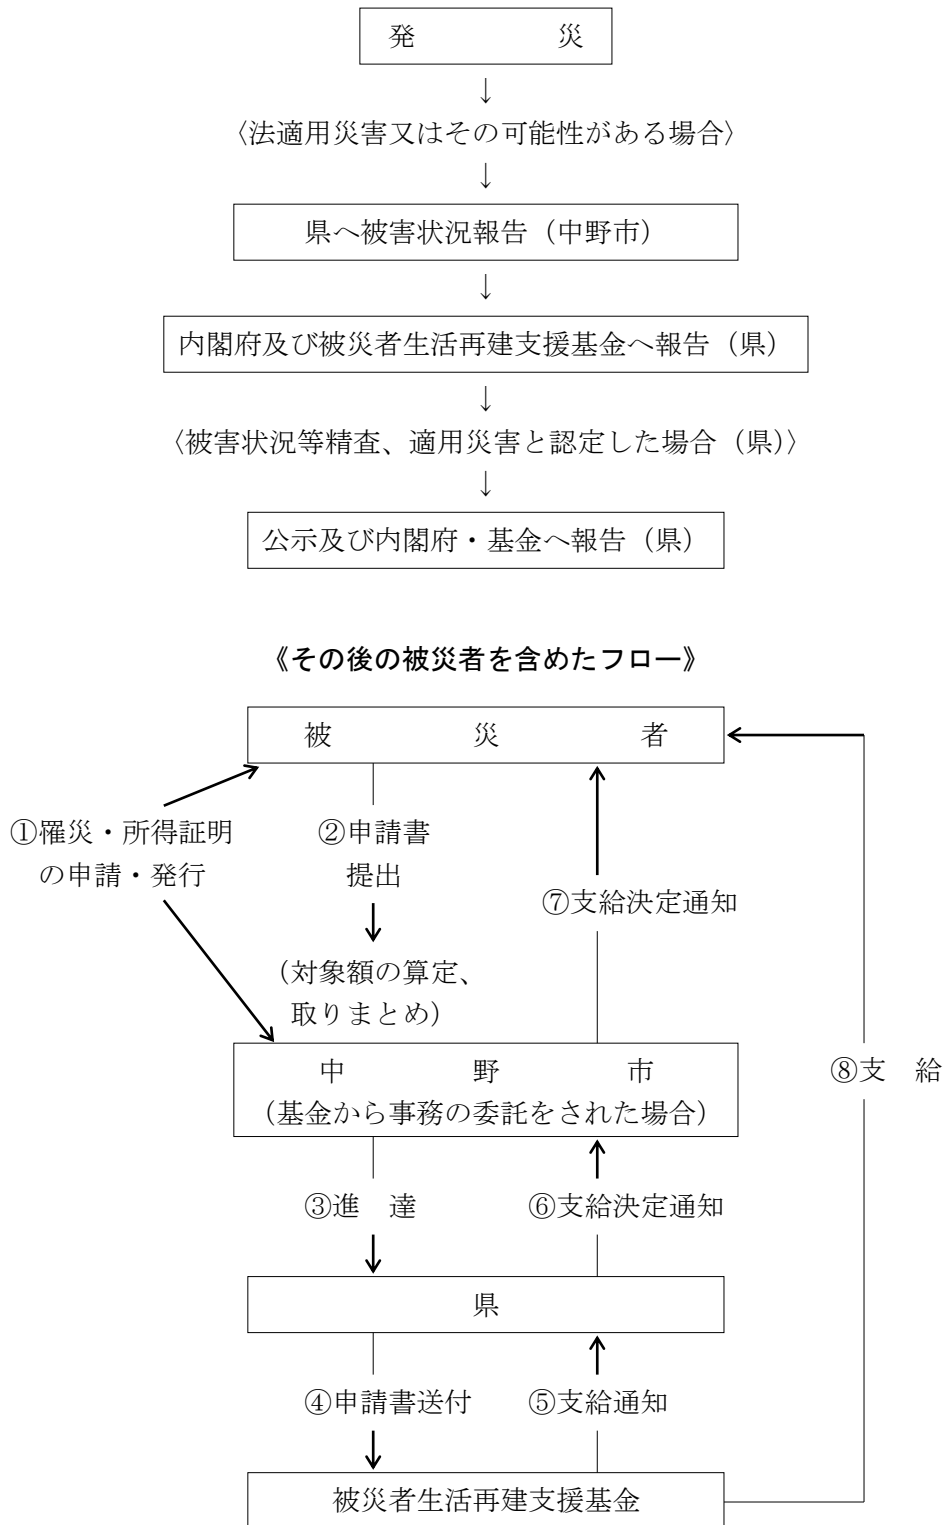 発　　　　　災
↓
〈法適用災害又はその可能性がある場合〉
↓
県へ被害状況報告（中野市）
↓
内閣府及び被災者生活再建支援基金へ報告（県）
↓
〈被害状況等精査、適用災害と認定した場合（県）〉
↓
公示及び内閣府・基金へ報告（県）
《その後の被災者を含めたフロー》
被　　　災　　　者
①罹災・所得証明
の申請・発行
②申請書
提出
（対象額の算定、
取りまとめ）
⑦支給決定通知
中　　　野　　　市
（基金から事務の委託をされた場合）
⑧支　給
③進　達
⑥支給決定通知
県
④申請書送付
⑤支給通知
被災者生活再建支援基金